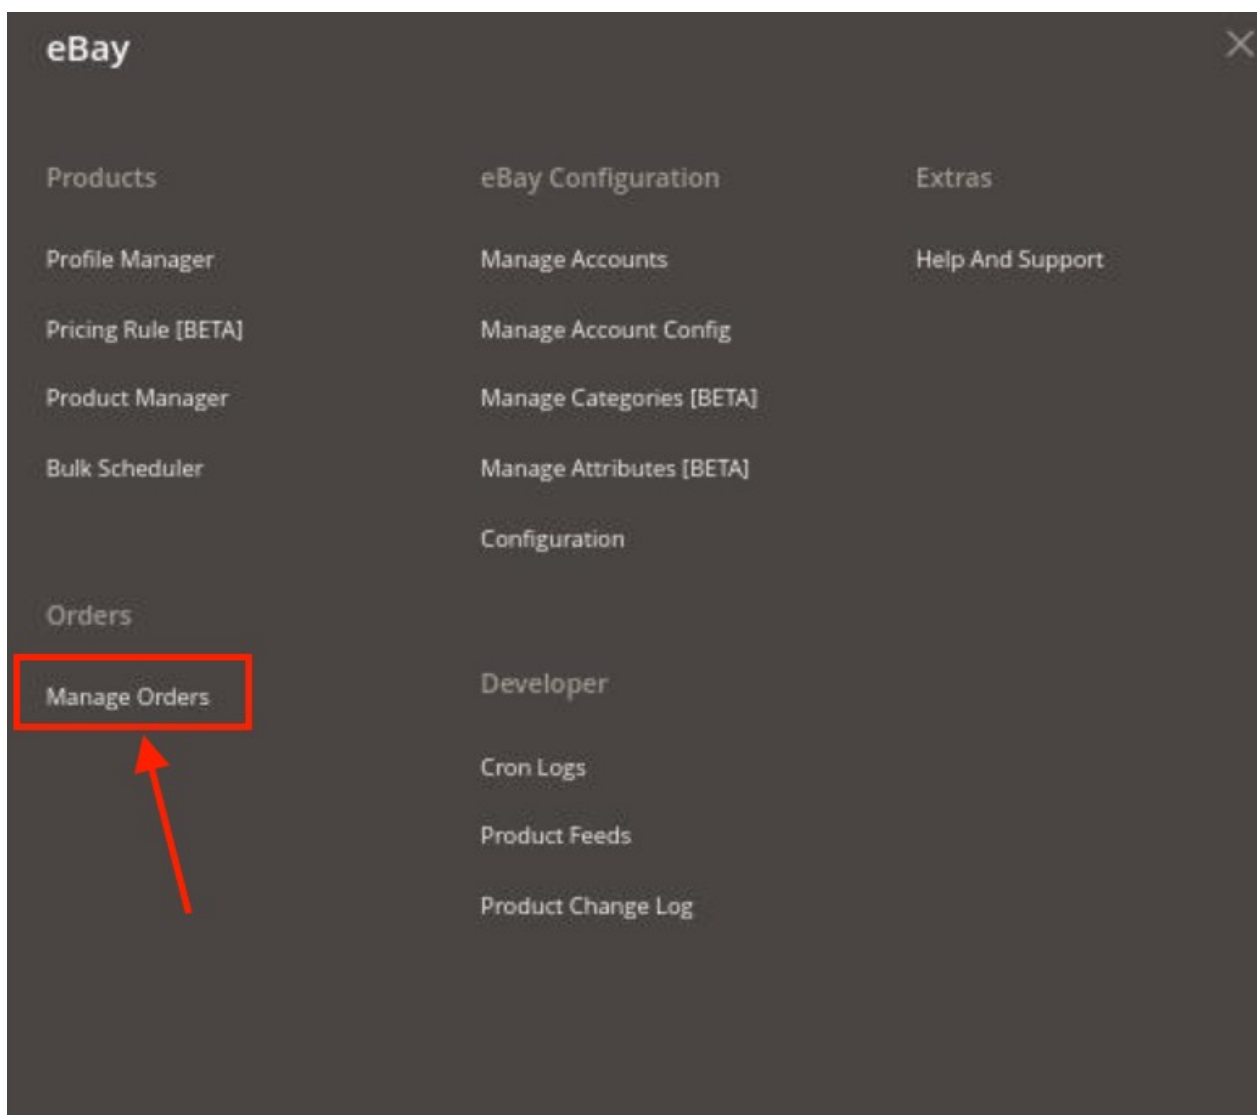 eBay
Products
Profile Manager
Pricing Rule [BETA]
Product Manager
Bulk Scheduler
Orders
Manage Orders
eBay Configuration
Manage Accounts
Manage Account Config
Manage Categories [BETA]
Manage Attributes [BETA]
Configuration
Developer
Cron Logs
Product Feeds
Product Change Log
Extras
Help And Support